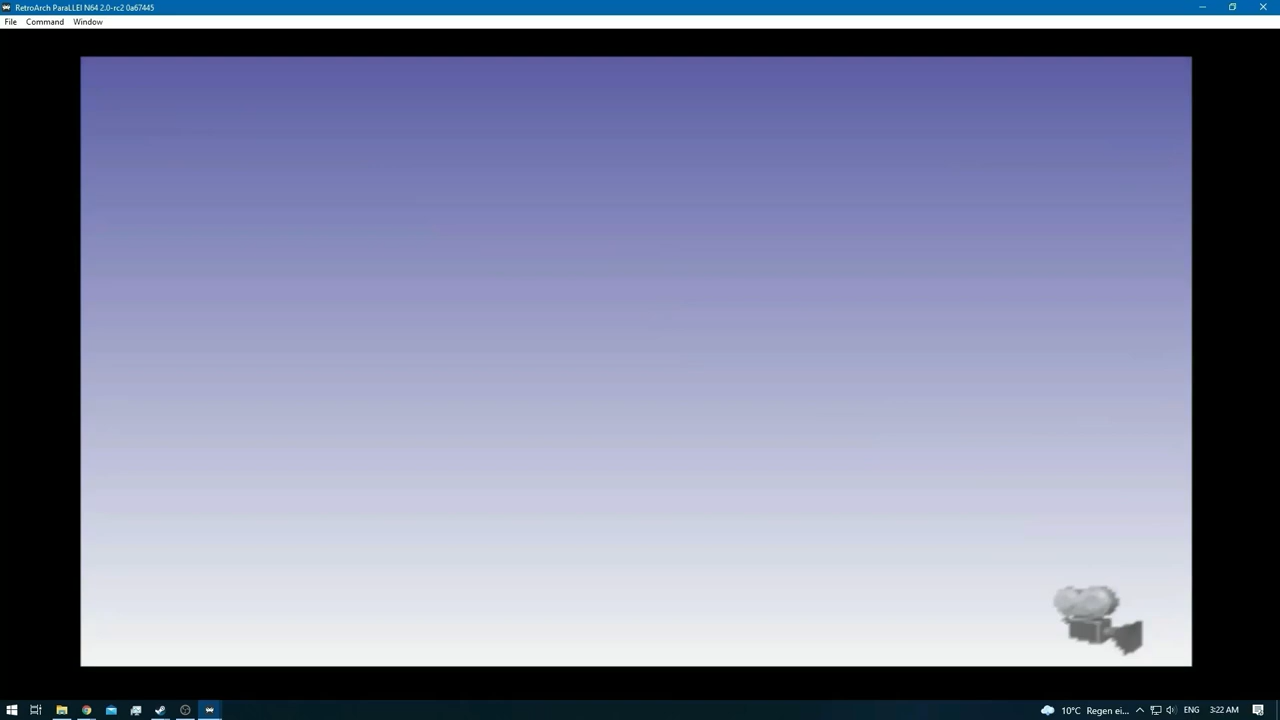 RetroArch ParaLLEl N64 2.0-rc2 0a67445
File Command Window
10°C Regen ei... ENG 3:22 AM